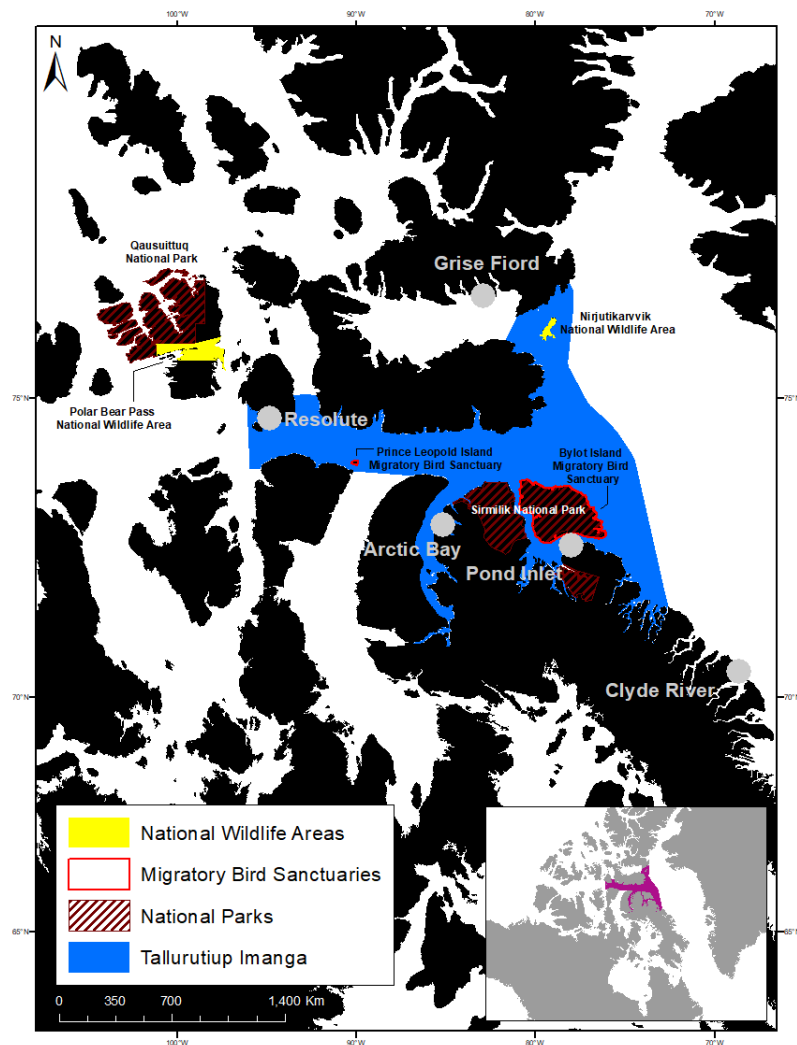 100°W
90°W
80°W
70°W
N
Qausuittuq
National Park
Grise Fiord
Nirjutikarvvik
National Wildlife Area
75°N
75°N
Polar Bear Pass
National Wildlife Area
Resolute
Prince Leopold Island
Migratory Bird Sanctuary
Bylot Island
Migratory Bird
Sanctuary
Sirmilik National Park
Arctic Bay
Pond Inlet
Clyde River
70°N
70°N
National Wildlife Areas
Migratory Bird Sanctuaries
National Parks
Tallurutiup Imanga
65°N
65°N
0 350 700 1,400 Km
100°W
90°W
80°W
70°W